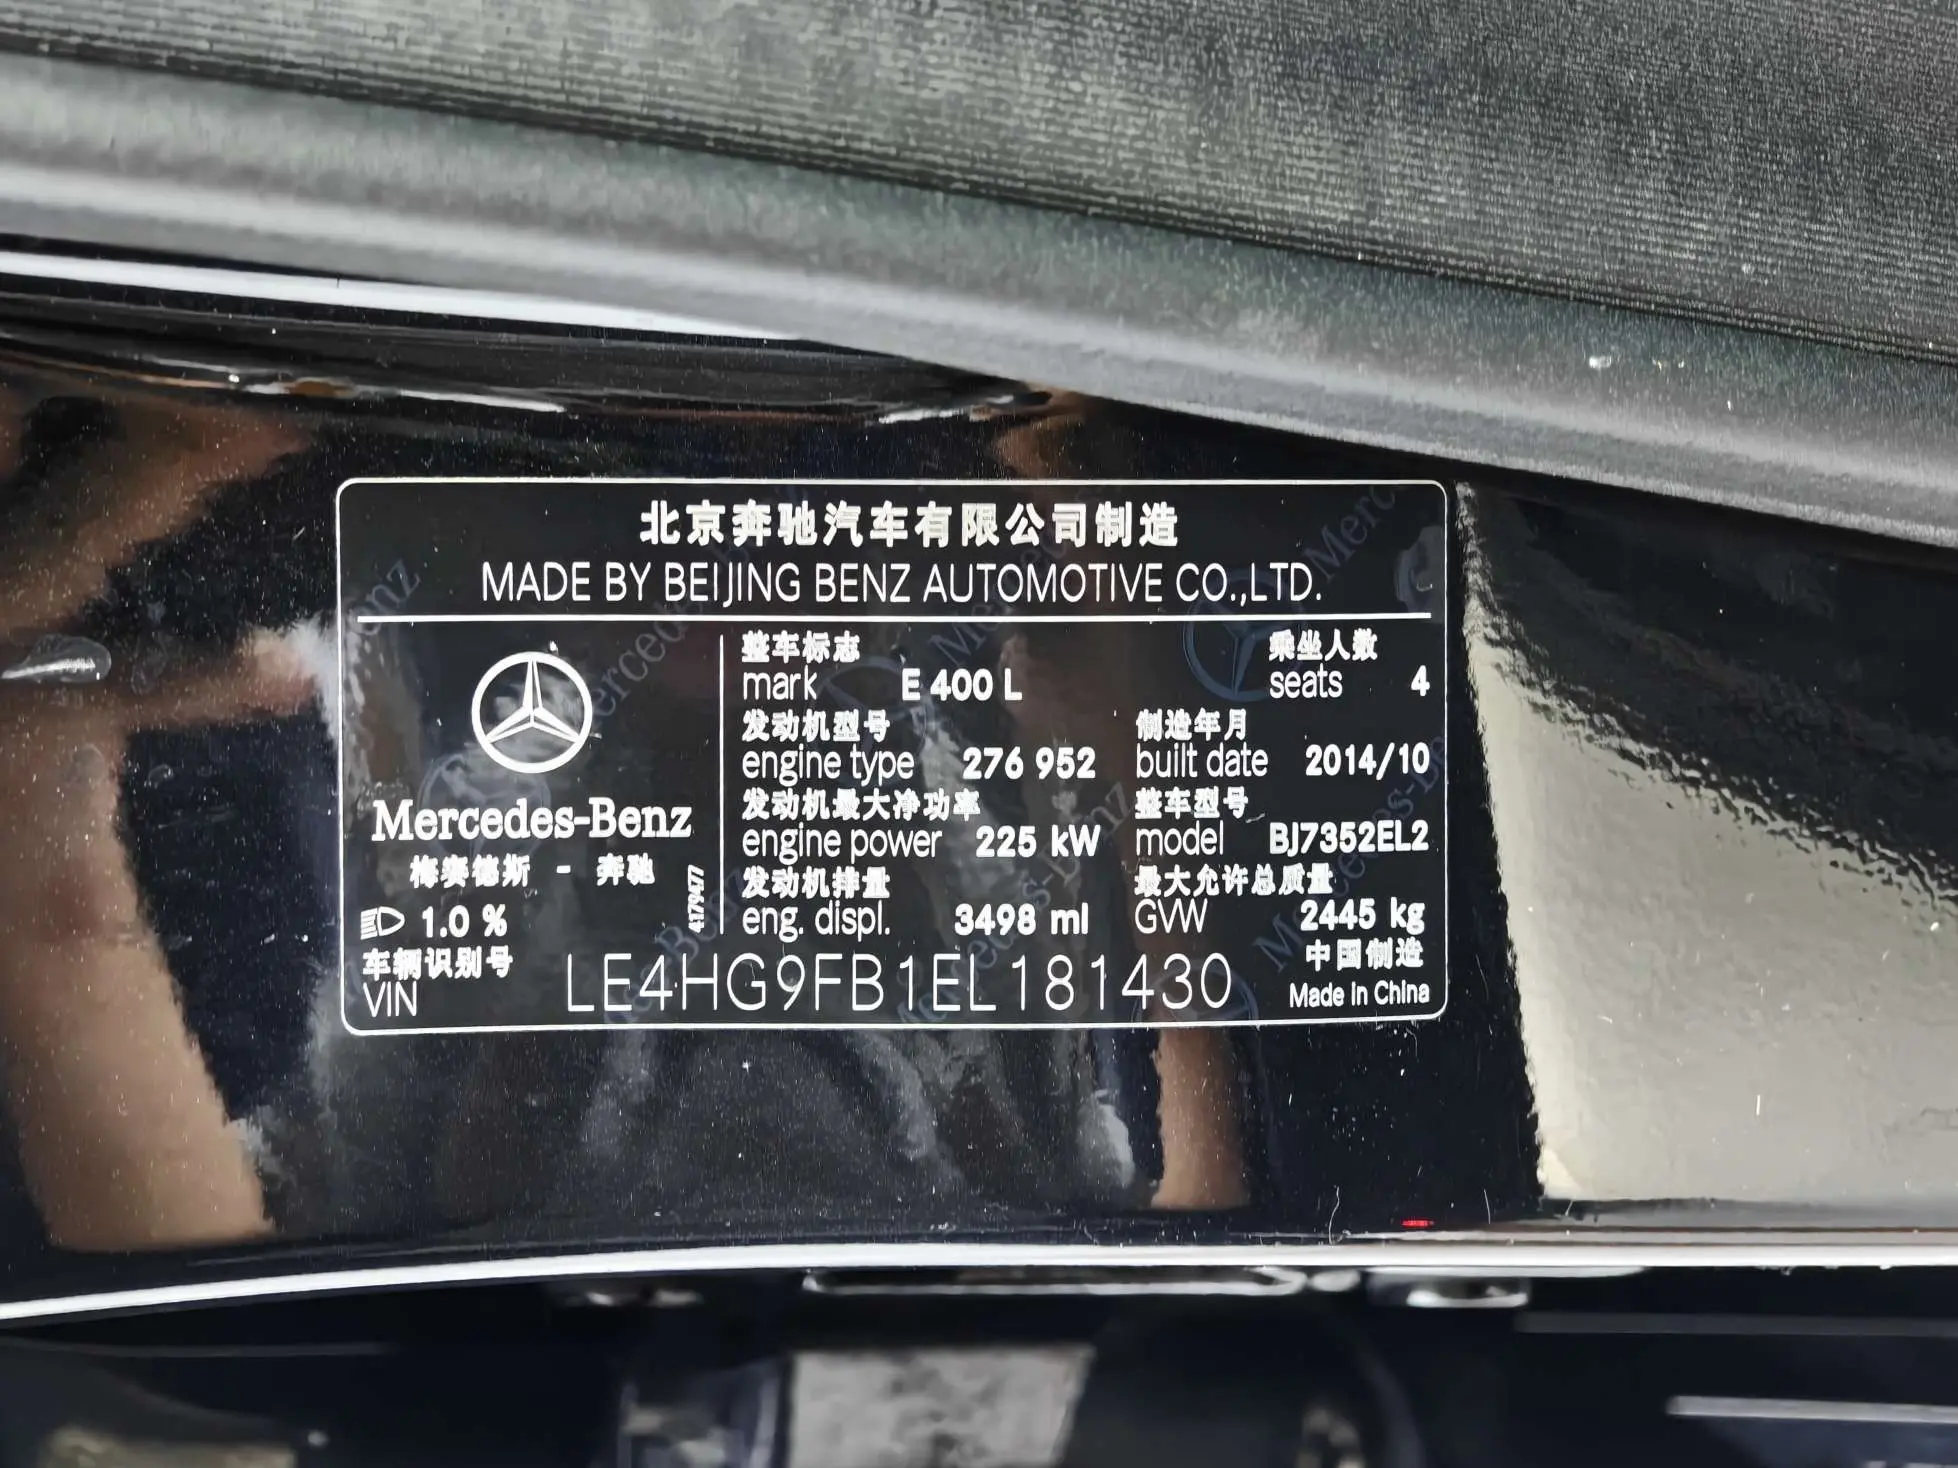 北京奔驰汽车有限公司制造
MADE BY BEIJING BENZ AUTOMOTIVE CO.,LTD.
Mercedes-Benz
梅赛德斯 - 奔驰
1.0 %
4179477
整车标志
mark E 400 L
乘坐人数
seats 4
发动机型号
engine type 276 952
制造年月
built date 2014/10
发动机最大净功率
engine power 225 kW
整车型号
model BJ7352EL2
发动机排量
eng. displ. 3498 ml
最大允许总质量
GVW 2445 kg
车辆识别号
VIN LE4HG9FB1EL181430
中国制造
Made in China